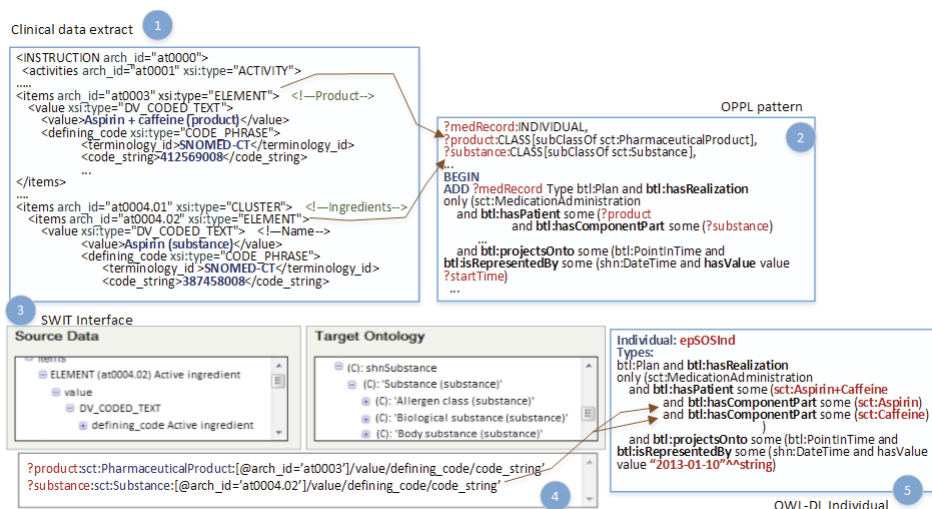 Clinical data extract
1
<INSTRUCTION arch_id="at0000">
<activities arch_id="at0001" xsi:type="ACTIVITY">
.....
<items arch_id="at0003" xsi:type="ELEMENT"> <!—Product-->
<value xsi:type="DV_CODED_TEXT">
<value>Aspirin + caffeine (product)</value>
<defining_code xsi:type="CODE_PHRASE">
<terminology_id>SNOMED-CT</terminology_id>
<code_string>412569008</code_string>
...
</items>
....
<items arch_id="at0004.01" xsi:type="CLUSTER"> <!—Ingredients-->
<items arch_id="at0004.02" xsi:type="ELEMENT">
<value xsi:type="DV_CODED_TEXT"> <!—Name-->
<value>Aspirin (substance)</value>
<defining_code xsi:type="CODE_PHRASE">
<terminology_id>SNOMED-CT</terminology_id>
<code_string>387458008</code_string>
OPPL pattern
2
?medRecord:INDIVIDUAL,
?product:CLASS[subClassOf sct:PharmaceuticalProduct],
?substance:CLASS[subClassOf sct:Substance],
...
BEGIN
ADD ?medRecord Type btl:Plan and btl:hasRealization
only (sct:MedicationAdministration
and btl:hasPatient some (?product
and btl:hasComponentPart some (?substance)
...
and btl:projectsOnto some (btl:PointInTime and
btl:isRepresentedBy some (shn:DateTime and hasValue value
?startTime)
...
3
SWIT Interface
Source Data
items
ELEMENT (at0004.02) Active ingredient
value
DV_CODED_TEXT
defining_code Active ingredient
Target Ontology
(C): shnSubstance
(C): 'Substance (substance)'
(C): 'Allergen class (substance)'
(C): 'Biological substance (substance)'
(C): 'Body substance (substance)'
?product:sct:PharmaceuticalProduct:[@arch_id='at0003']/value/defining_code/code_string'
?substance:sct:Substance:[@arch_id='at0004.02']/value/defining_code/code_string'
4
Individual: epSOSInd
Types:
btl:Plan and btl:hasRealization
only (sct:MedicationAdministration
and btl:hasPatient some (sct:Aspirin+Caffeine
and btl:hasComponentPart some (sct:Aspirin)
and btl:hasComponentPart some (sct:Caffeine)
)
and btl:projectsOnto some (btl:PointInTime and
btl:isRepresentedBy some (shn:DateTime and hasValue
value "2013-01-10"^^string)
5
OWL-DL Individual